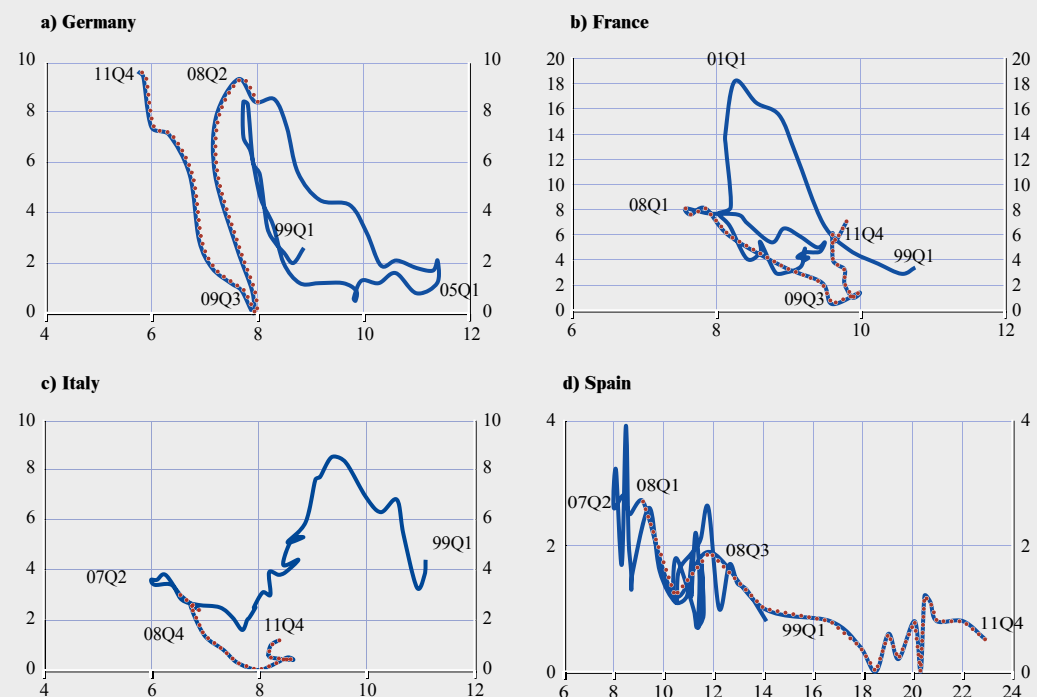 a) Germany
b) France
10 10 20 20
11Q4 08Q2 01Q1
18 18
8 8 16 16
14 14
6 6 12 12
10 10
4 4 08Q1 8 8
99Q1 11Q4
6 6
2 2 4 99Q1 4
09Q3 05Q1 2 09Q3 2
0 0 0 0
4 6 8 10 12 6 8 10 12
c) Italy
d) Spain
10 10 4 4
8 8
07Q2 08Q1
6 6
99Q1 2 08Q3 2
4 07Q2 4
2 2
08Q4 11Q4 99Q1 11Q4
0 0 0 0
4 6 8 10 12 6 8 10 12 14 16 18 20 22 24